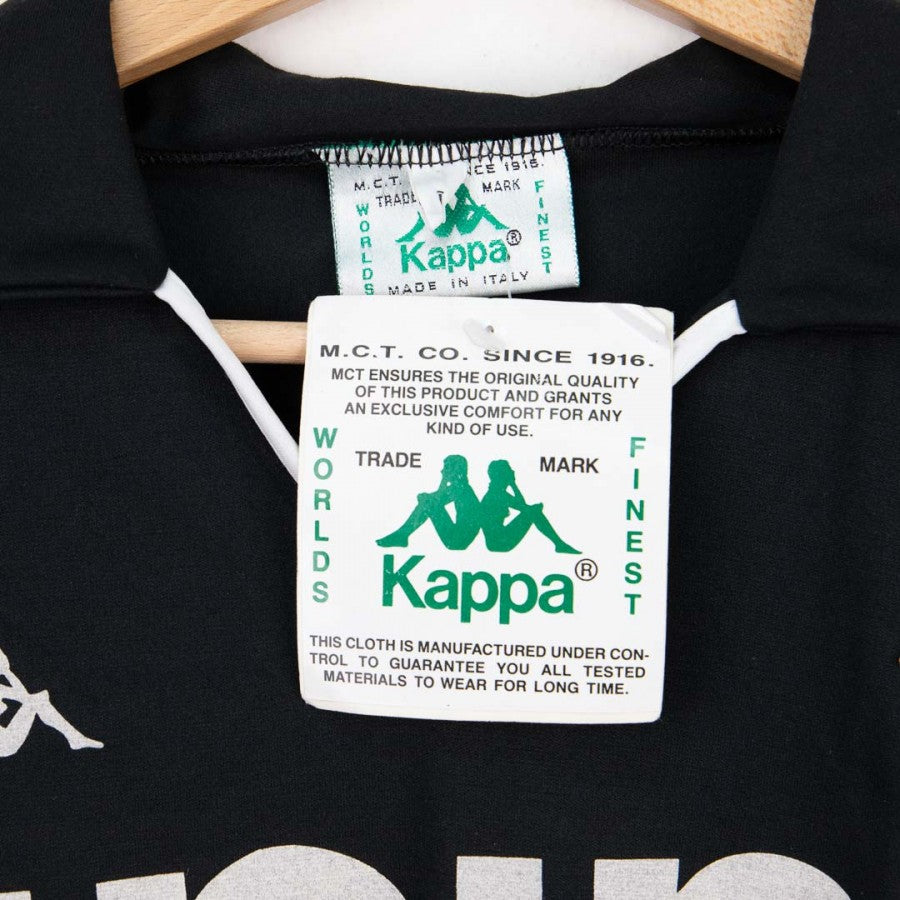 M.C.T. NCE 1916.
TRADE MARK
WORLDS
FINEST
Kappa®
MADE IN ITALY
M.C.T. CO. SINCE 1916.
MCT ENSURES THE ORIGINAL QUALITY
OF THIS PRODUCT AND GRANTS
AN EXCLUSIVE COMFORT FOR ANY
KIND OF USE.
TRADE MARK
WORLDS
FINEST
Kappa®
THIS CLOTH IS MANUFACTURED UNDER CON-
TROL TO GUARANTEE YOU ALL TESTED
MATERIALS TO WEAR FOR LONG TIME.